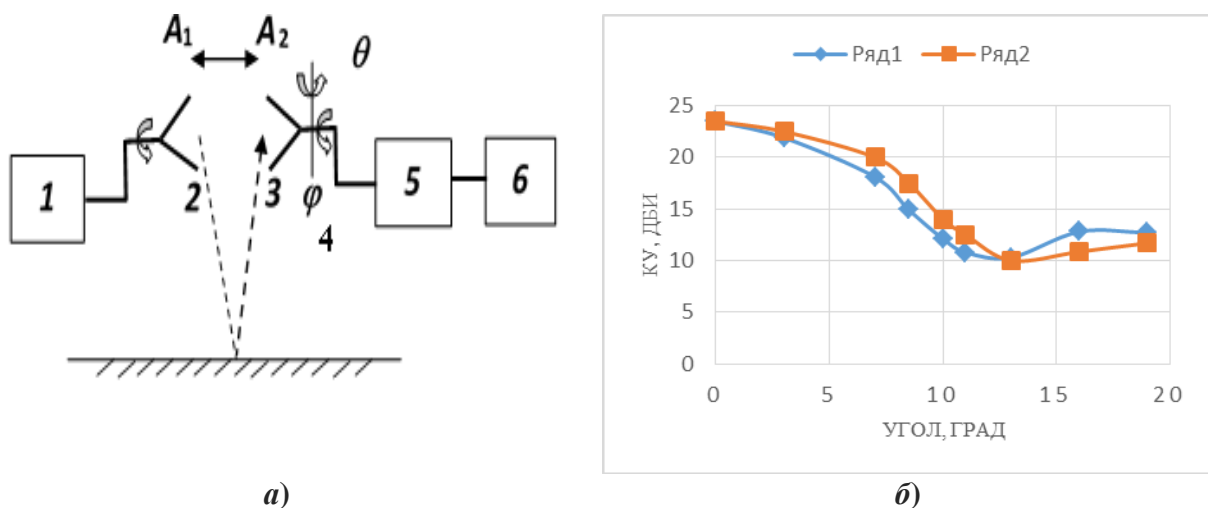 A1 A2 θ
1 2 3 φ 5 6
4
а)
Ряд1 Ряд2
25
20
15
10
5
0
0 5 10 15 20
КУ, ДБИ
УГОЛ, ГРАД
б)